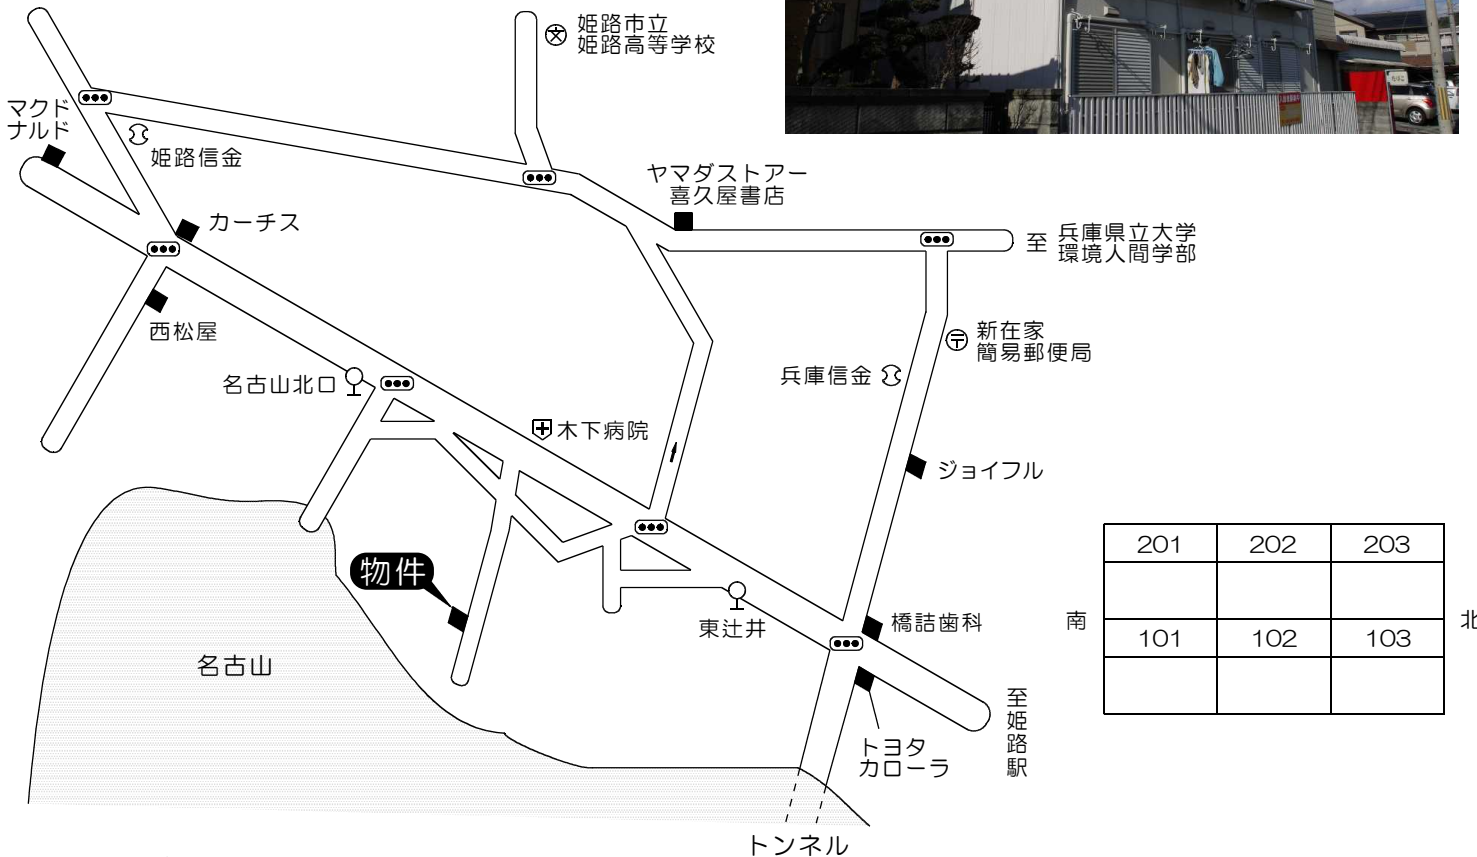 姫路市立
姫路高等学校
マクド
ナルド
姫路信金
ヤマダストアー
喜久屋書店
カーチス
至 兵庫県立大学
環境人間学部
西松屋
新在家
簡易郵便局
兵庫信金
名古山北口
木下病院
ジョイフル
物件
201 202 203
南
北
101 102 103
橋詰歯科
東辻井
名古山
至姫路駅
トヨタ
カローラ
トンネル